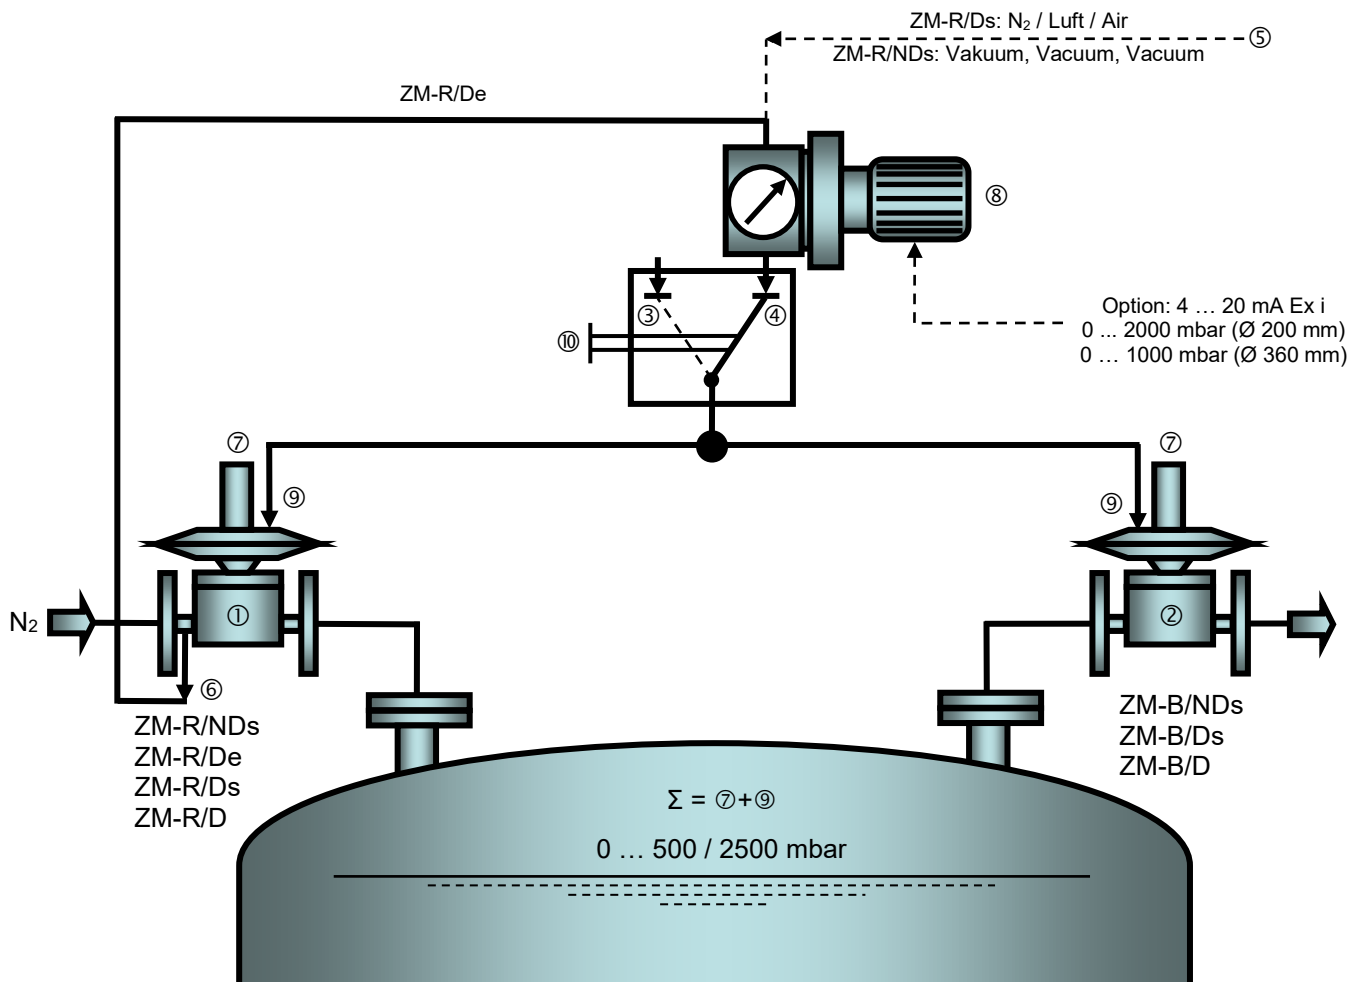 ZM-R/Ds: N₂ / Luft / Air
⑤
ZM-R/NDs: Vakuum, Vacuum, Vacuum
ZM-R/De
⑧
③
④
⑩
Option: 4 … 20 mA Ex i
0 ... 2000 mbar (Ø 200 mm)
0 … 1000 mbar (Ø 360 mm)
⑦
⑦
⑨
⑨
N₂
①
②
⑥
ZM-R/NDs
ZM-R/De
ZM-R/Ds
ZM-R/D
ZM-B/NDs
ZM-B/Ds
ZM-B/D
Σ = ⑦+⑨
0 … 500 / 2500 mbar